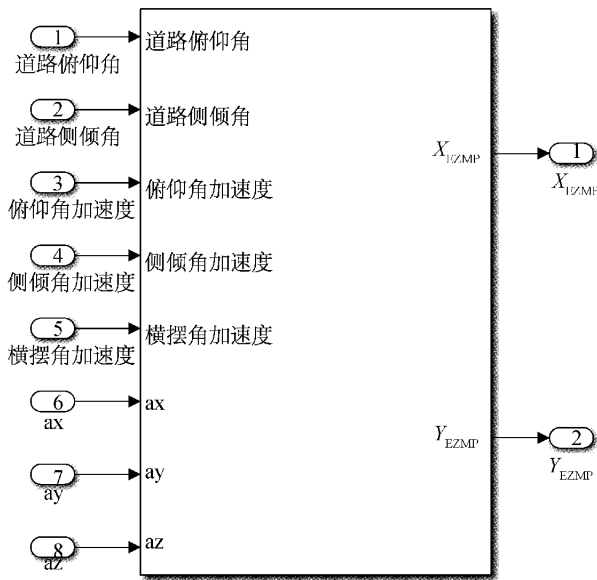 1
道路俯仰角
道路俯仰角
2
道路侧倾角
道路侧倾角
3
俯仰角加速度
俯仰角加速度
4
侧倾角加速度
侧倾角加速度
5
横摆角加速度
横摆角加速度
6
ax
ax
7
ay
ay
8
az
az
X_EZMP
1
X_EZMP
Y_EZMP
2
Y_EZMP